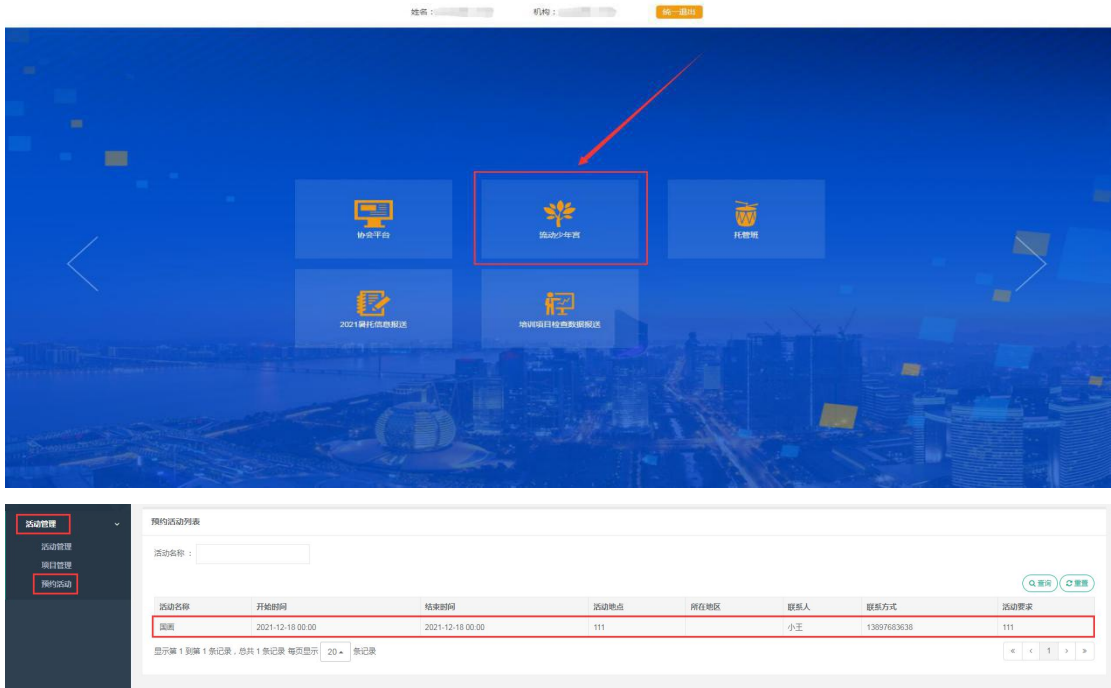 姓名：
机构：
统一退出
协会平台
流动少年宫
托管班
2021暑托信息报送
培训项目检查数据报送
活动管理
活动管理
项目管理
预约活动
预约活动列表
活动名称：
查询 重置
活动名称 开始时间 结束时间 活动地点 所在地区 联系人 联系方式 活动要求
国画 2021-12-18 00:00 2021-12-18 00:00 111 小王 13897683638 111
显示第 1 到第 1 条记录，总共 1 条记录 每页显示 20 条记录
« ‹ 1 › »